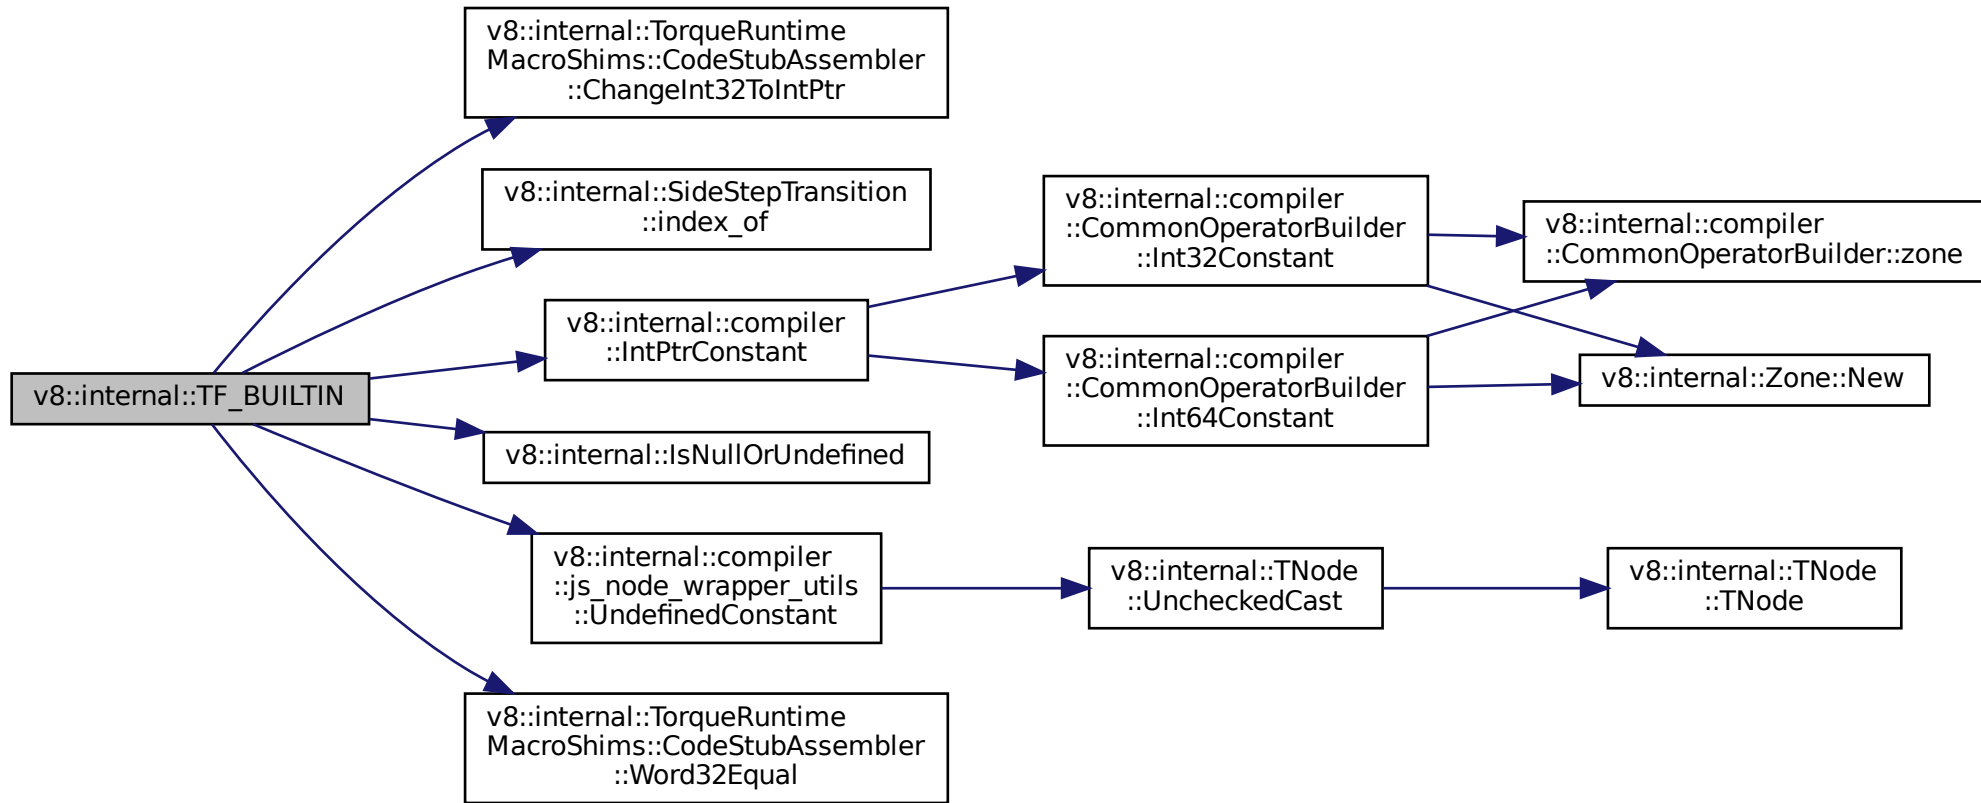 v8::internal::TorqueRuntime
MacroShims::CodeStubAssembler
::ChangeInt32ToIntPtr
v8::internal::SideStepTransition
::index_of
v8::internal::compiler
::CommonOperatorBuilder
::Int32Constant
v8::internal::compiler
::CommonOperatorBuilder::zone
v8::internal::compiler
::IntPtrConstant
v8::internal::compiler
::CommonOperatorBuilder
::Int64Constant
v8::internal::Zone::New
v8::internal::TF_BUILTIN
v8::internal::IsNullOrUndefined
v8::internal::compiler
::js_node_wrapper_utils
::UndefinedConstant
v8::internal::TNode
::UncheckedCast
v8::internal::TNode
::TNode
v8::internal::TorqueRuntime
MacroShims::CodeStubAssembler
::Word32Equal